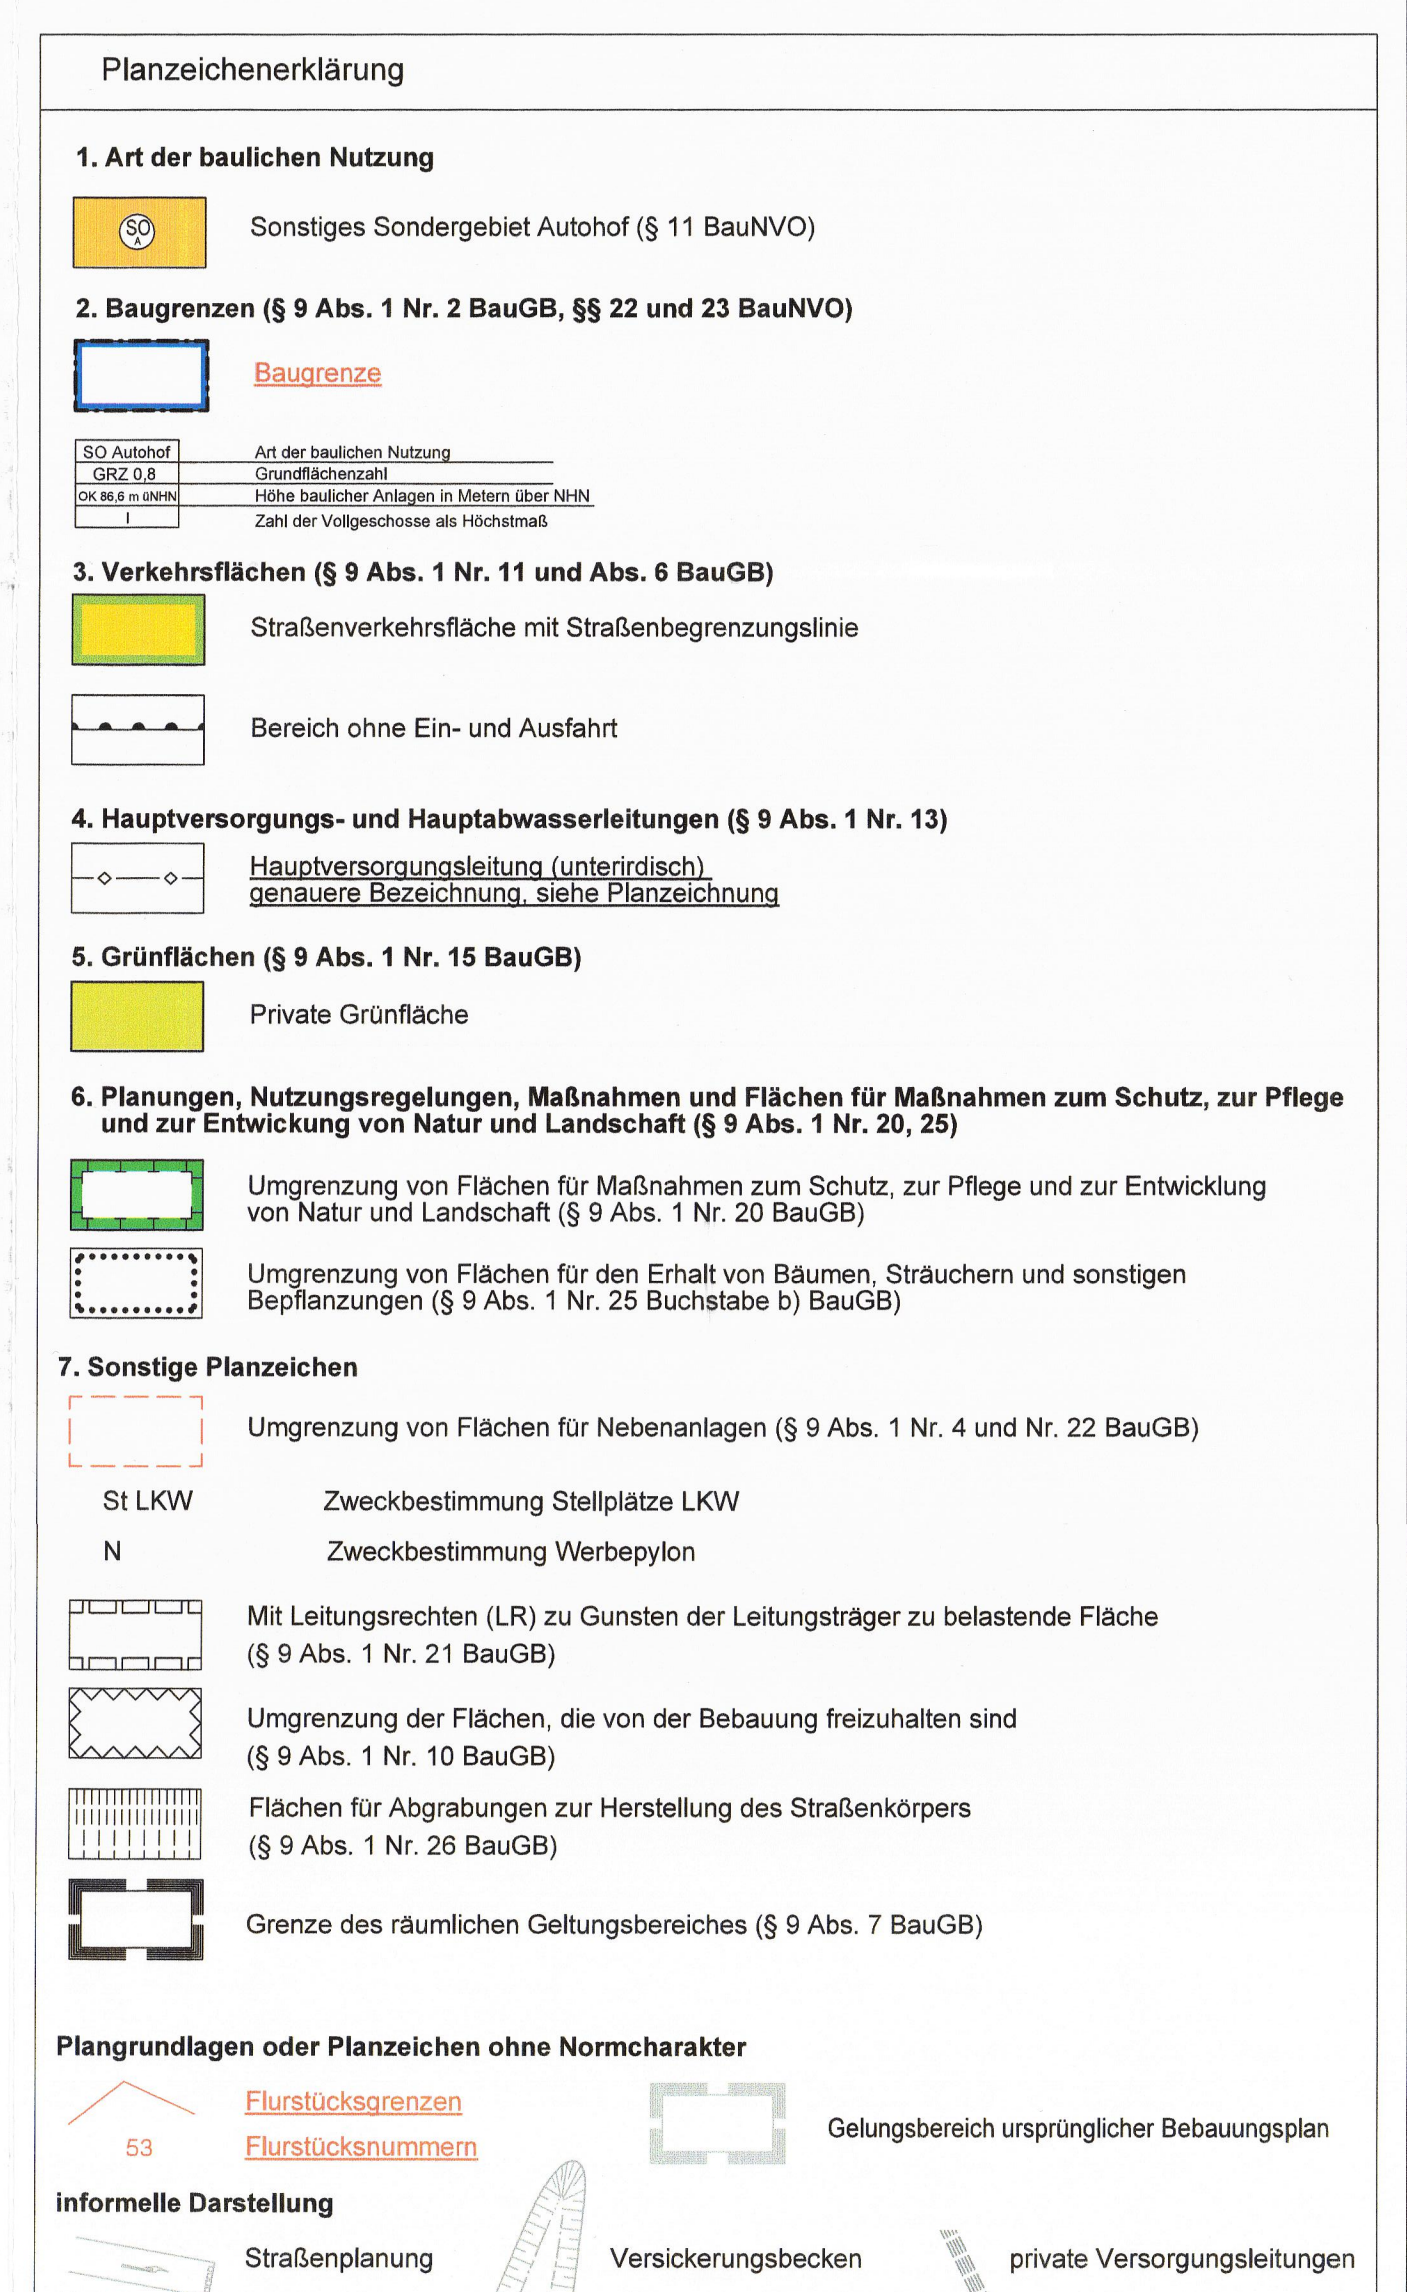 Planzeichenerklärung
1. Art der baulichen Nutzung
SO
A
Sonstiges Sondergebiet Autohof (§ 11 BauNVO)
2. Baugrenzen (§ 9 Abs. 1 Nr. 2 BauGB, §§ 22 und 23 BauNVO)
Baugrenze
SO Autohof Art der baulichen Nutzung
GRZ 0,8 Grundflächenzahl
OK 86,6 m üNHN Höhe baulicher Anlagen in Metern über NHN
I Zahl der Vollgeschosse als Höchstmaß
3. Verkehrsflächen (§ 9 Abs. 1 Nr. 11 und Abs. 6 BauGB)
Straßenverkehrsfläche mit Straßenbegrenzungslinie
Bereich ohne Ein- und Ausfahrt
4. Hauptversorgungs- und Hauptabwasserleitungen (§ 9 Abs. 1 Nr. 13)
Hauptversorgungsleitung (unterirdisch)
genauere Bezeichnung, siehe Planzeichnung
5. Grünflächen (§ 9 Abs. 1 Nr. 15 BauGB)
Private Grünfläche
6. Planungen, Nutzungsregelungen, Maßnahmen und Flächen für Maßnahmen zum Schutz, zur Pflege
und zur Entwickung von Natur und Landschaft (§ 9 Abs. 1 Nr. 20, 25)
Umgrenzung von Flächen für Maßnahmen zum Schutz, zur Pflege und zur Entwicklung
von Natur und Landschaft (§ 9 Abs. 1 Nr. 20 BauGB)
Umgrenzung von Flächen für den Erhalt von Bäumen, Sträuchern und sonstigen
Bepflanzungen (§ 9 Abs. 1 Nr. 25 Buchstabe b) BauGB)
7. Sonstige Planzeichen
Umgrenzung von Flächen für Nebenanlagen (§ 9 Abs. 1 Nr. 4 und Nr. 22 BauGB)
St LKW Zweckbestimmung Stellplätze LKW
N Zweckbestimmung Werbepylon
Mit Leitungsrechten (LR) zu Gunsten der Leitungsträger zu belastende Fläche
(§ 9 Abs. 1 Nr. 21 BauGB)
Umgrenzung der Flächen, die von der Bebauung freizuhalten sind
(§ 9 Abs. 1 Nr. 10 BauGB)
Flächen für Abgrabungen zur Herstellung des Straßenkörpers
(§ 9 Abs. 1 Nr. 26 BauGB)
Grenze des räumlichen Geltungsbereiches (§ 9 Abs. 7 BauGB)
Plangrundlagen oder Planzeichen ohne Normcharakter
Flurstücksgrenzen
Gelungsbereich ursprünglicher Bebauungsplan
53 Flurstücksnummern
informelle Darstellung
Straßenplanung Versickerungsbecken private Versorgungsleitungen